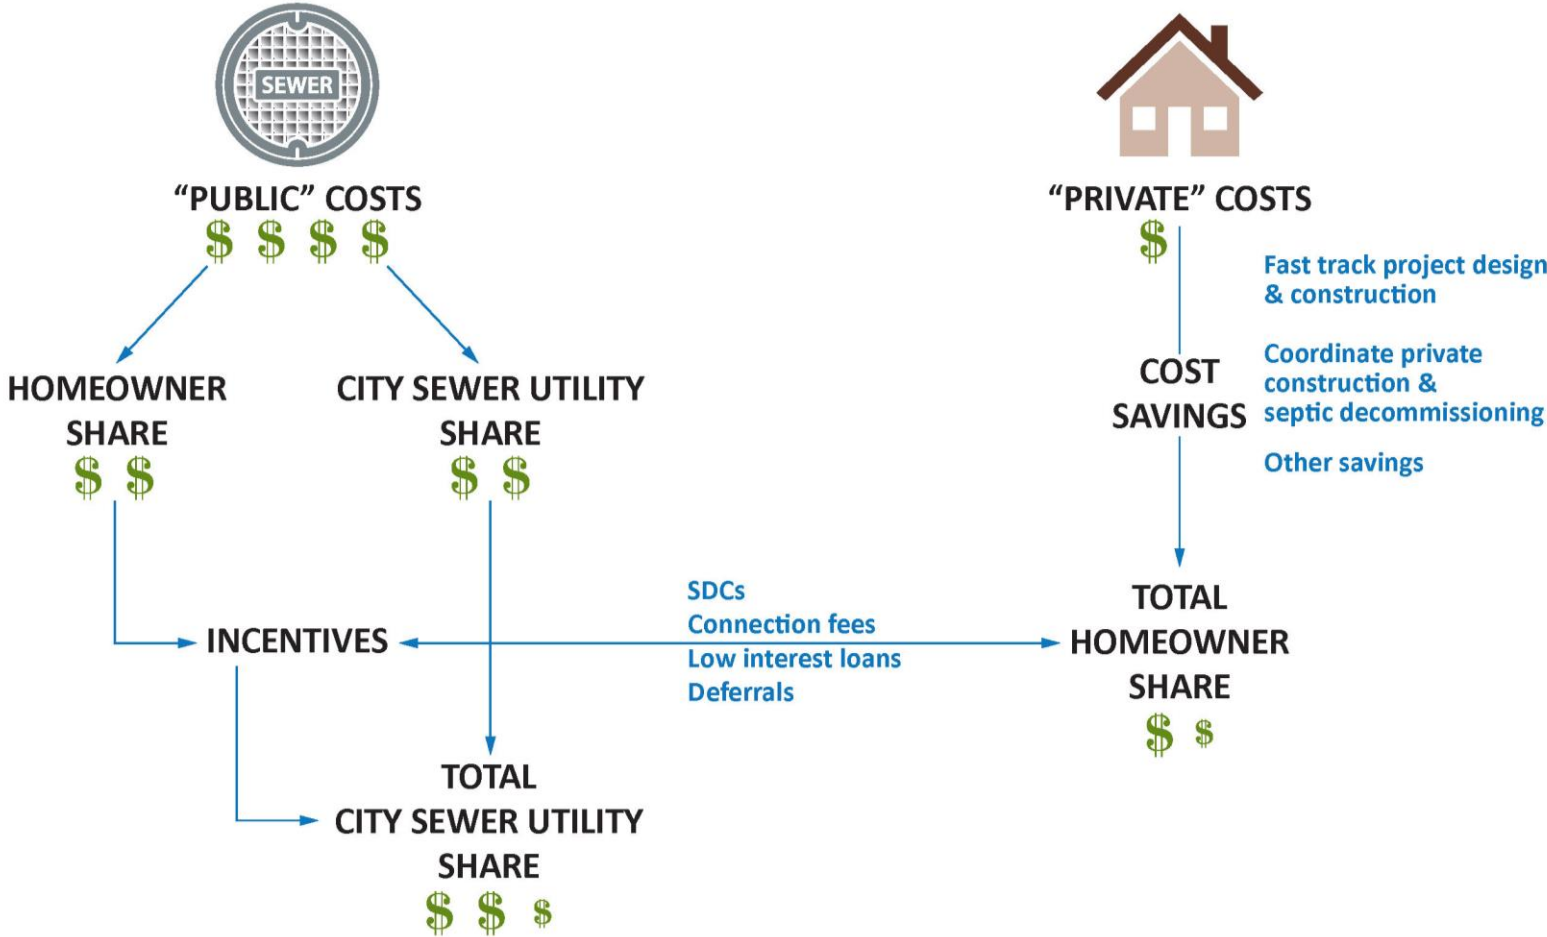 SEWER
“PUBLIC” COSTS
$ $ $ $
HOMEOWNER
SHARE
$ $
CITY SEWER UTILITY
SHARE
$ $
INCENTIVES
SDCs
Connection fees
Low interest loans
Deferrals
TOTAL
CITY SEWER UTILITY
SHARE
$ $ $
“PRIVATE” COSTS
$
Fast track project design
& construction
COST
SAVINGS
Coordinate private
construction &
septic decommissioning
Other savings
TOTAL
HOMEOWNER
SHARE
$ $